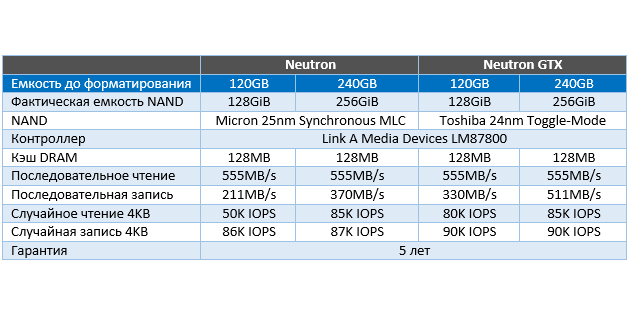 Neutron Neutron GTX
Емкость до форматирования 120GB 240GB 120GB 240GB
Фактическая емкость NAND 128GiB 256GiB 128GiB 256GiB
NAND Micron 25nm Synchronous MLC Toshiba 24nm Toggle-Mode
Контроллер Link A Media Devices LM87800
Кэш DRAM 128MB 128MB 128MB 128MB
Последовательное чтение 555MB/s 555MB/s 555MB/s 555MB/s
Последовательная запись 211MB/s 370MB/s 330MB/s 511MB/s
Случайное чтение 4KB 50K IOPS 85K IOPS 80K IOPS 85K IOPS
Случайная запись 4KB 86K IOPS 87K IOPS 90K IOPS 90K IOPS
Гарантия 5 лет